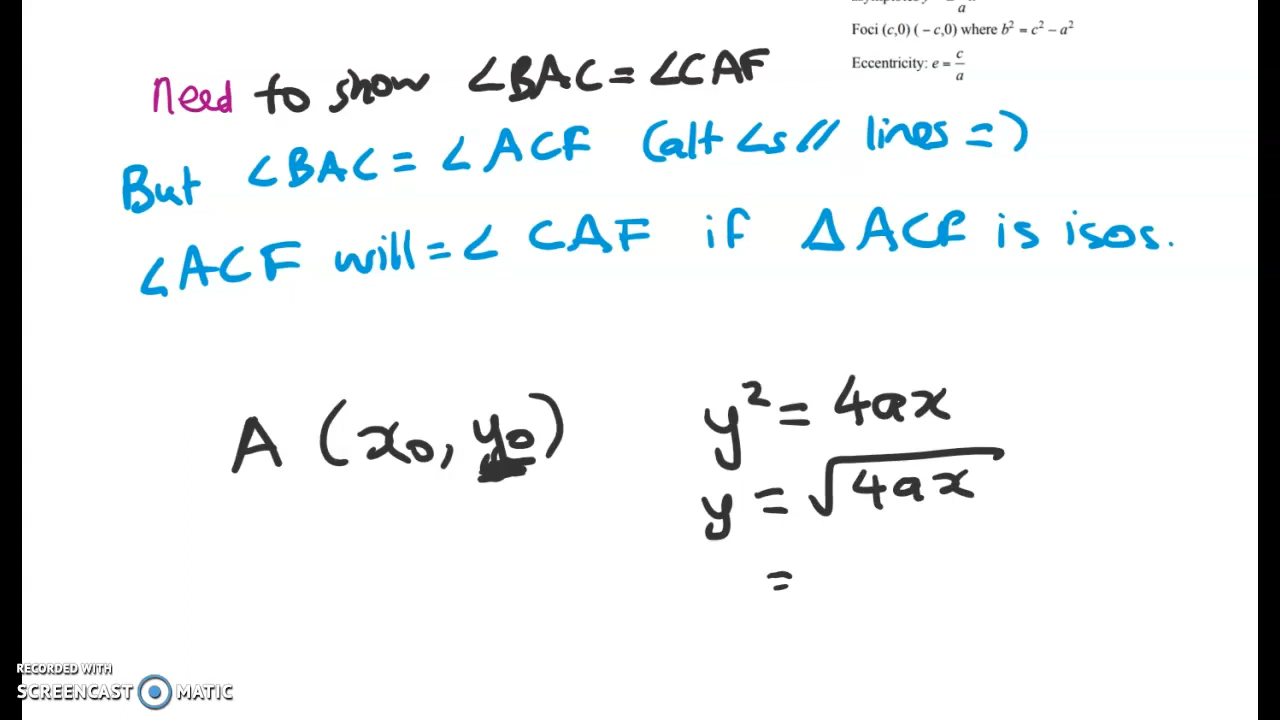 a
Foci (c,0) ( – c,0) where b² = c² – a²
Eccentricity: e = c/a
need to show ∠BAC = ∠CAF
But ∠BAC = ∠ACF (alt ∠s // lines =)
∠ACF will = ∠CAF if Δ ACF is isos.
A (x₀, y₀)
y² = 4ax
y = √4ax
=
RECORDED WITH
SCREENCAST MATIC